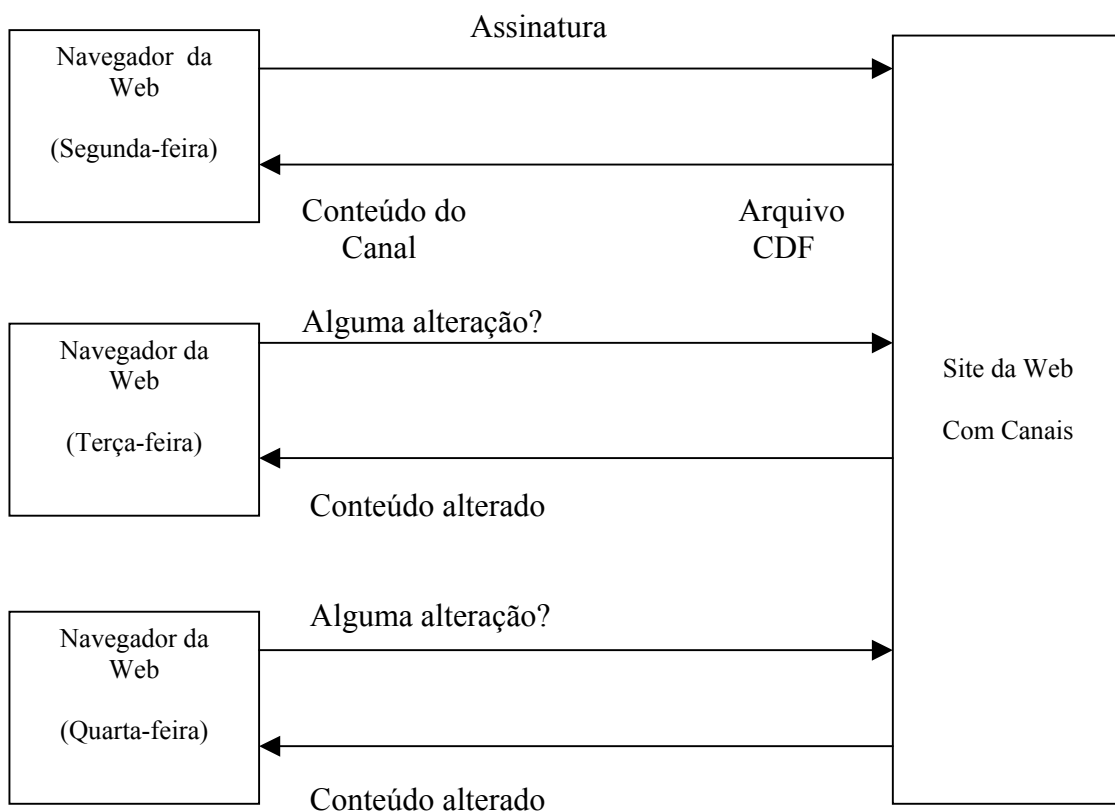 Assinatura
Navegador da
Web
(Segunda-feira)
Conteúdo do
Canal
Arquivo
CDF
Alguma alteração?
Navegador da
Web
(Terça-feira)
Conteúdo alterado
Site da Web
Com Canais
Alguma alteração?
Navegador da
Web
(Quarta-feira)
Conteúdo alterado